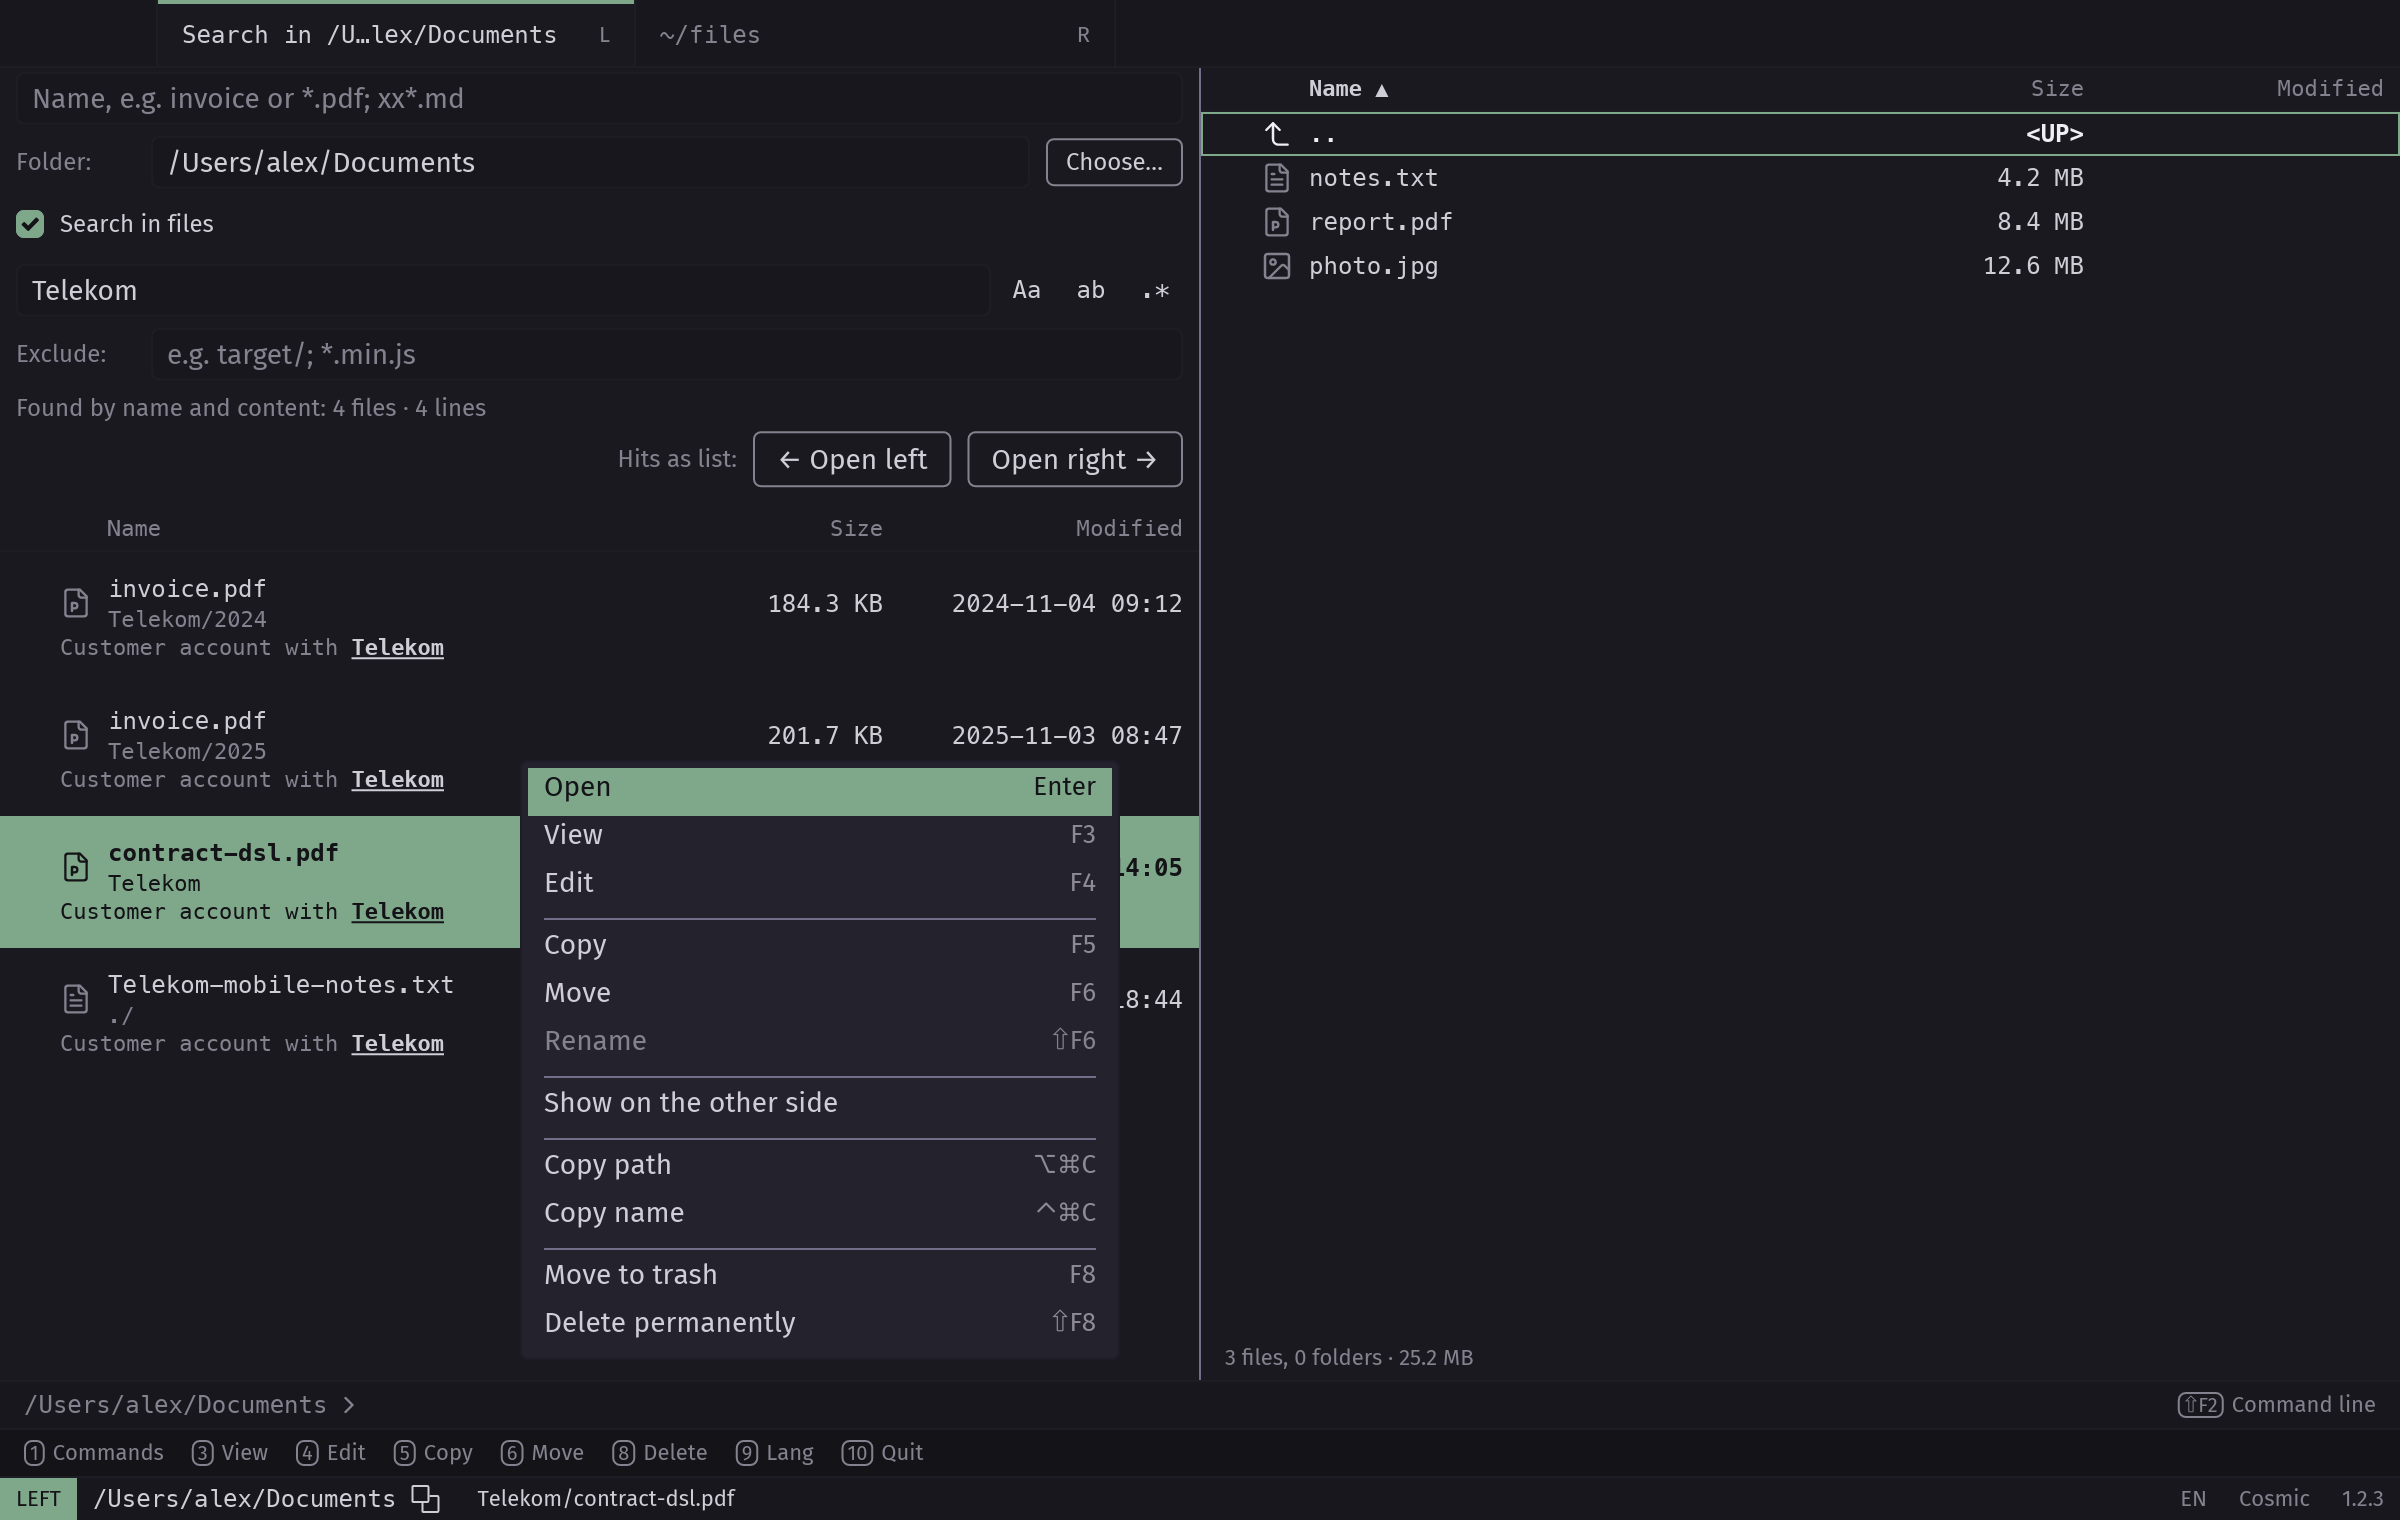 Search in /U…lex/Documents L ~/files R
Name, e.g. invoice or *.pdf; xx*.md
Folder: /Users/alex/Documents Choose...
Search in files
Telekom Aa ab .*
Exclude: e.g. target/; *.min.js
Found by name and content: 4 files · 4 lines
Hits as list: ← Open left Open right →
Name Size Modified
invoice.pdf 184.3 KB 2024-11-04 09:12
Telekom/2024
Customer account with Telekom
invoice.pdf 201.7 KB 2025-11-03 08:47
Telekom/2025
Customer account with Telekom
contract-dsl.pdf 14:05
Telekom
Customer account with Telekom
Telekom-mobile-notes.txt 18:44
./
Customer account with Telekom
Open Enter
View F3
Edit F4
Copy F5
Move F6
Rename ⇧F6
Show on the other side
Copy path ⌥⌘C
Copy name ^⌘C
Move to trash F8
Delete permanently ⇧F8
Name ▲ Size Modified
.. <UP>
notes.txt 4.2 MB
report.pdf 8.4 MB
photo.jpg 12.6 MB
3 files, 0 folders · 25.2 MB
/Users/alex/Documents > ⇧F2 Command line
1 Commands 3 View 4 Edit 5 Copy 6 Move 8 Delete 9 Lang 10 Quit
LEFT /Users/alex/Documents Telekom/contract-dsl.pdf EN Cosmic 1.2.3